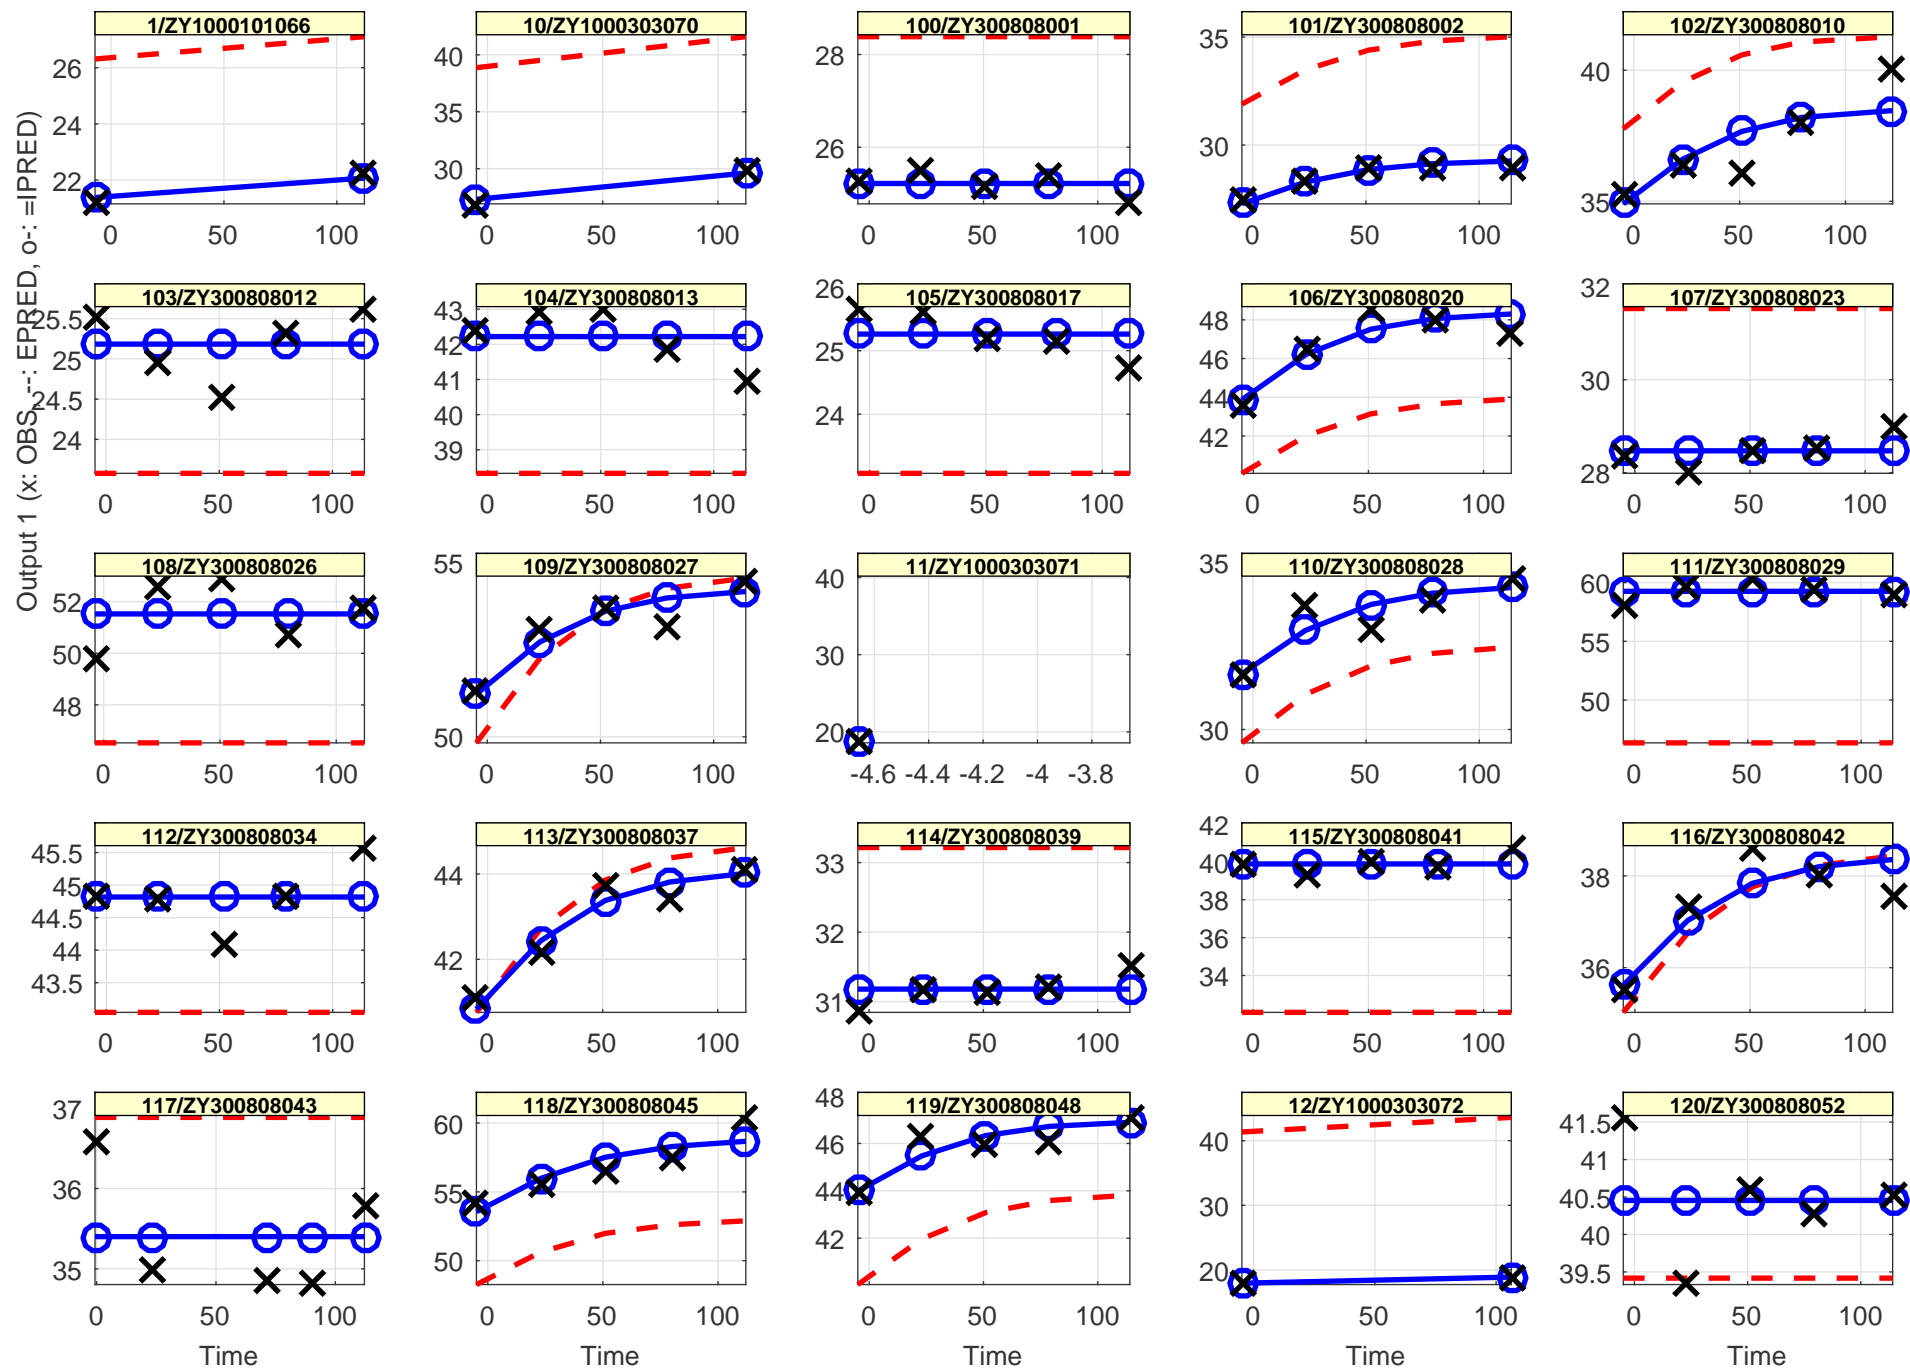 Output 1 (x: OBS, --: EPRED, o-: =IPRED)
1/ZY1000101066
26
24
22
0 50 100
10/ZY1000303070
40
35
30
0 50 100
100/ZY300808001
28
26
0 50 100
101/ZY300808002
35
30
0 50 100
102/ZY300808010
40
35
0 50 100
103/ZY300808012
25.5
25
24.5
24
0 50 100
104/ZY300808013
43
42
41
40
39
0 50 100
105/ZY300808017
26
25
24
0 50 100
106/ZY300808020
48
46
44
42
0 50 100
107/ZY300808023
32
30
28
0 50 100
108/ZY300808026
52
50
48
0 50 100
109/ZY300808027
55
50
0 50 100
11/ZY1000303071
40
30
20
-4.6 -4.4 -4.2 -4 -3.8
110/ZY300808028
35
30
0 50 100
111/ZY300808029
60
55
50
0 50 100
112/ZY300808034
45.5
45
44.5
44
43.5
0 50 100
113/ZY300808037
44
42
0 50 100
114/ZY300808039
33
32
31
0 50 100
115/ZY300808041
42
40
38
36
34
0 50 100
116/ZY300808042
38
36
0 50 100
117/ZY300808043
37
36
35
0 50 100
Time
118/ZY300808045
60
55
50
0 50 100
Time
119/ZY300808048
48
46
44
42
0 50 100
Time
12/ZY1000303072
40
30
20
0 50 100
Time
120/ZY300808052
41.5
41
40.5
40
39.5
0 50 100
Time